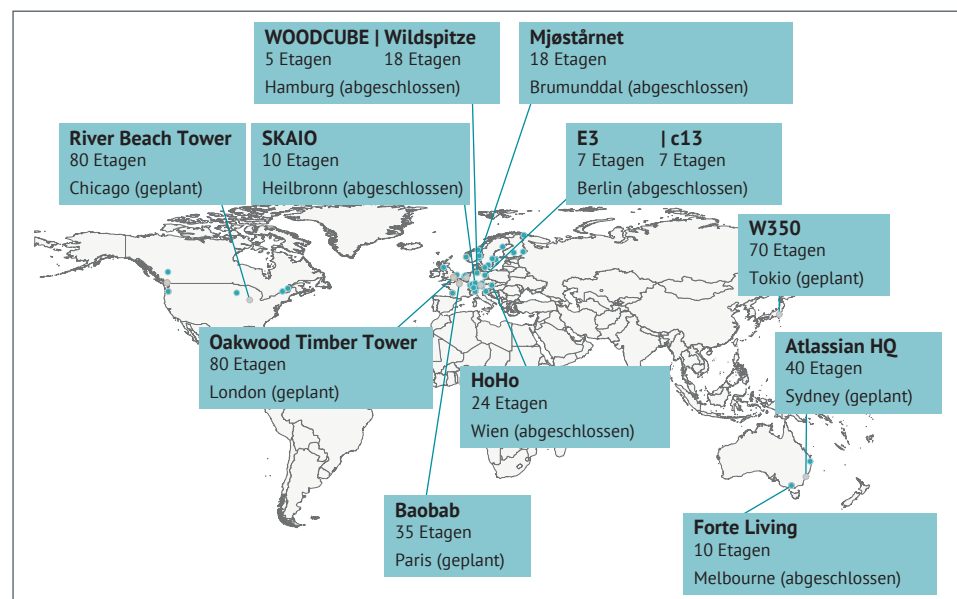 WOODCUBE | Wildspitze
5 Etagen 18 Etagen
Hamburg (abgeschlossen)
Mjøstårnet
18 Etagen
Brumunddal (abgeschlossen)
River Beach Tower
80 Etagen
Chicago (geplant)
SKAIO
10 Etagen
Heilbronn (abgeschlossen)
E3 | c13
7 Etagen 7 Etagen
Berlin (abgeschlossen)
W350
70 Etagen
Tokio (geplant)
Oakwood Timber Tower
80 Etagen
London (geplant)
Atlassian HQ
40 Etagen
Sydney (geplant)
HoHo
24 Etagen
Wien (abgeschlossen)
Baobab
35 Etagen
Paris (geplant)
Forte Living
10 Etagen
Melbourne (abgeschlossen)